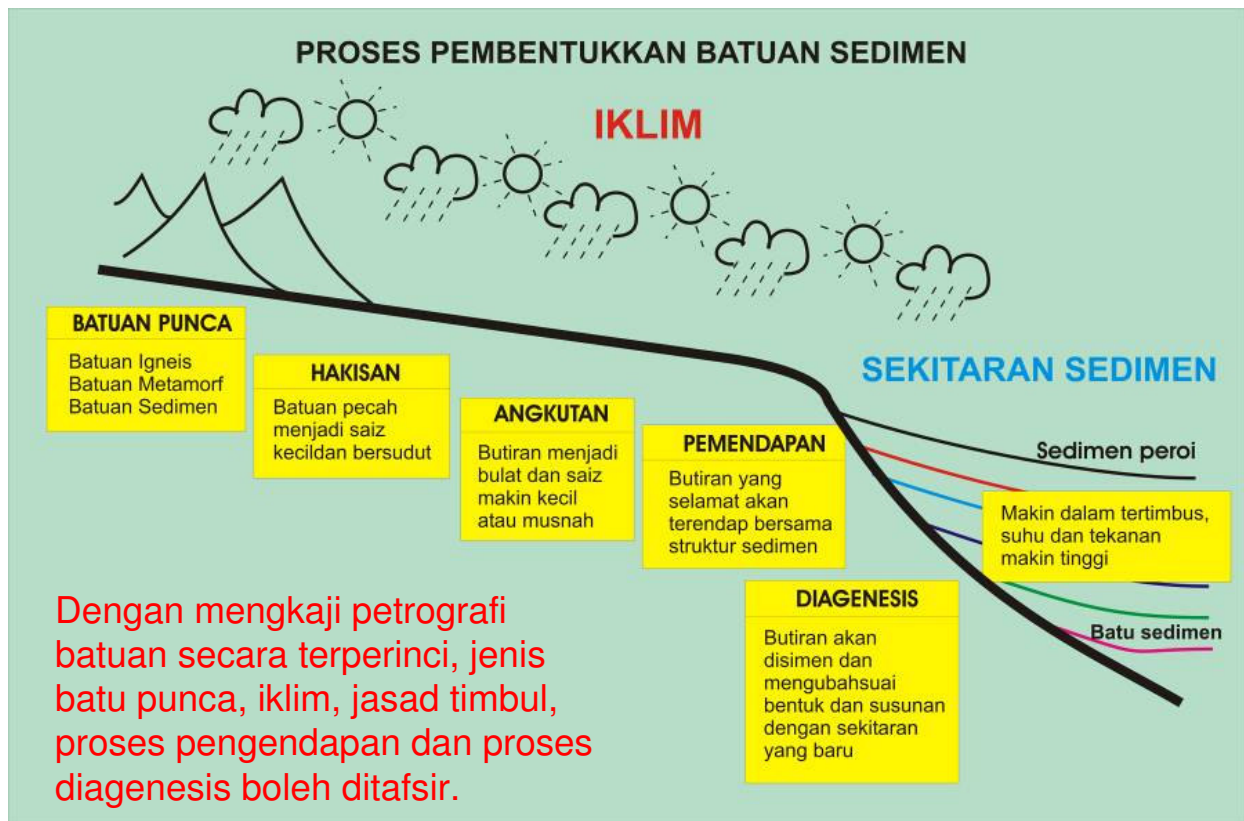 PROSES PEMBENTUKKAN BATUAN SEDIMEN
IKLIM
BATUAN PUNCA
Batuan Igneis
Batuan Metamorf
Batuan Sedimen
HAKISAN
Batuan pecah
menjadi saiz
kecildan bersudut
ANGKUTAN
Butiran menjadi
bulat dan saiz
makin kecil
atau musnah
PEMENDAPAN
Butiran yang
selamat akan
terendap bersama
struktur sedimen
SEKITARAN SEDIMEN
Sedimen peroi
Makin dalam tertimbus,
suhu dan tekanan
makin tinggi
Batu sedimen
DIAGENESIS
Butiran akan
disimen dan
mengubahsuai
bentuk dan susunan
dengan sekitaran
yang baru
Dengan mengkaji petrografi
batuan secara terperinci, jenis
batu punca, iklim, jasad timbul,
proses pengendapan dan proses
diagenesis boleh ditafsir.